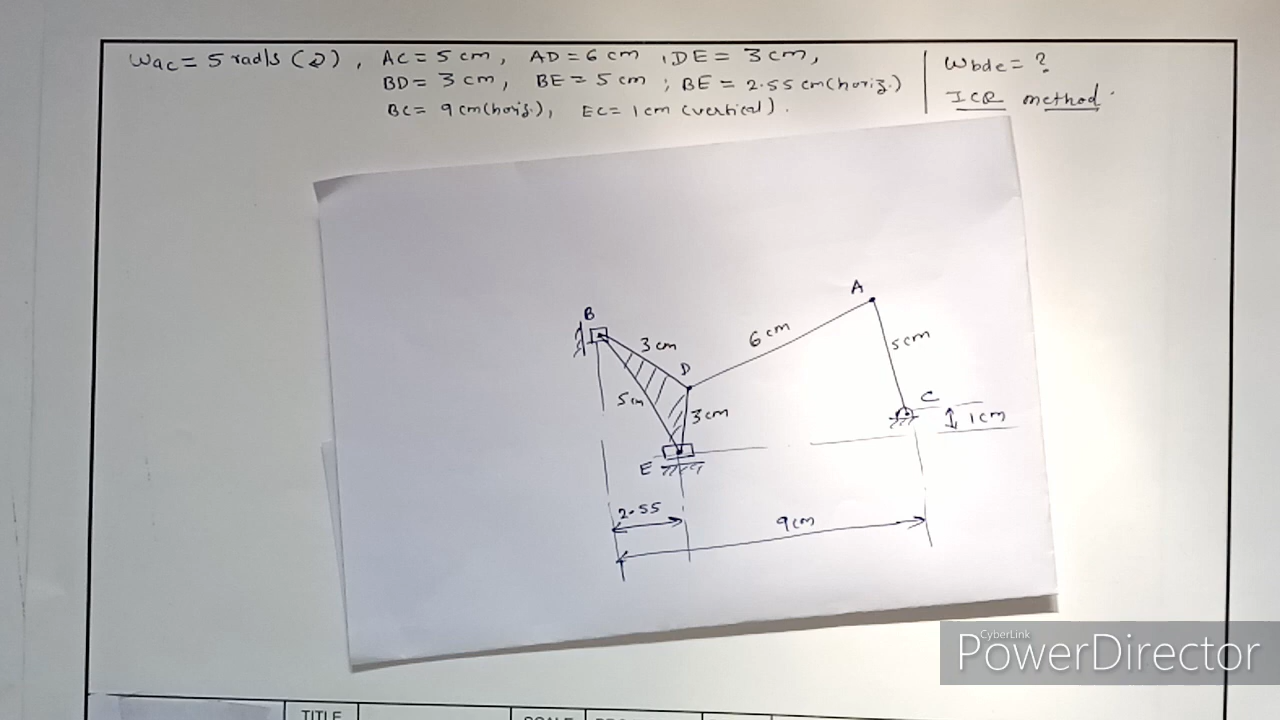 Wac = 5 rad/s (↻), AC = 5 cm, AD = 6 cm, DE = 3 cm,
BD = 3 cm, BE = 5 cm ; BE = 2.55 cm (horiz.)
BC = 9 cm (horiz.), EC = 1 cm (vertical).
Wbde = ?
ICR method.
A
B
3 cm
6 cm
5 cm
D
5 cm
3 cm
C
1 cm
E
2.55
9 cm
CyberLink
PowerDirector
TITLE